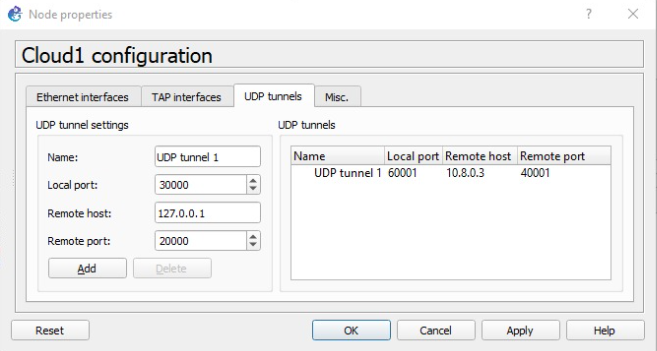 Node properties ? ×
Cloud1 configuration
Ethernet interfaces TAP interfaces UDP tunnels Misc.
UDP tunnel settings UDP tunnels
Name: UDP tunnel 1 Name Local port Remote host Remote port
UDP tunnel 1 60001 10.8.0.3 40001
Local port: 30000
Remote host: 127.0.0.1
Remote port: 20000
Add Delete
Reset OK Cancel Apply Help